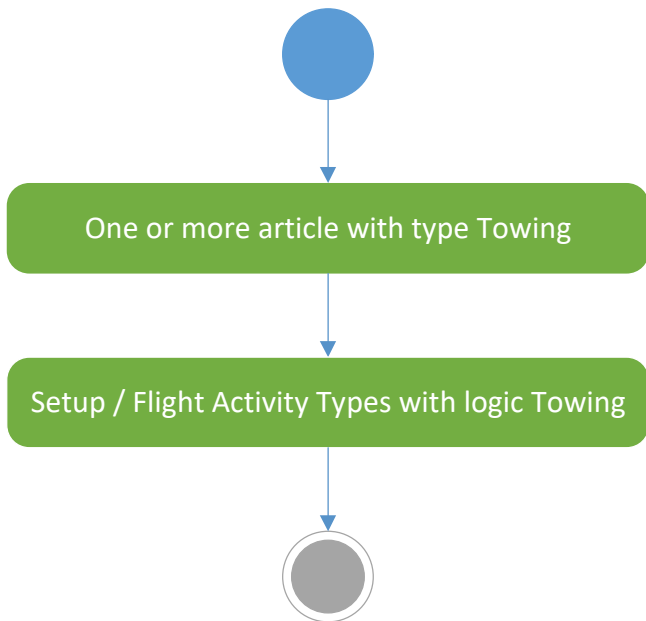 One or more article with type Towing
Setup / Flight Activity Types with logic Towing